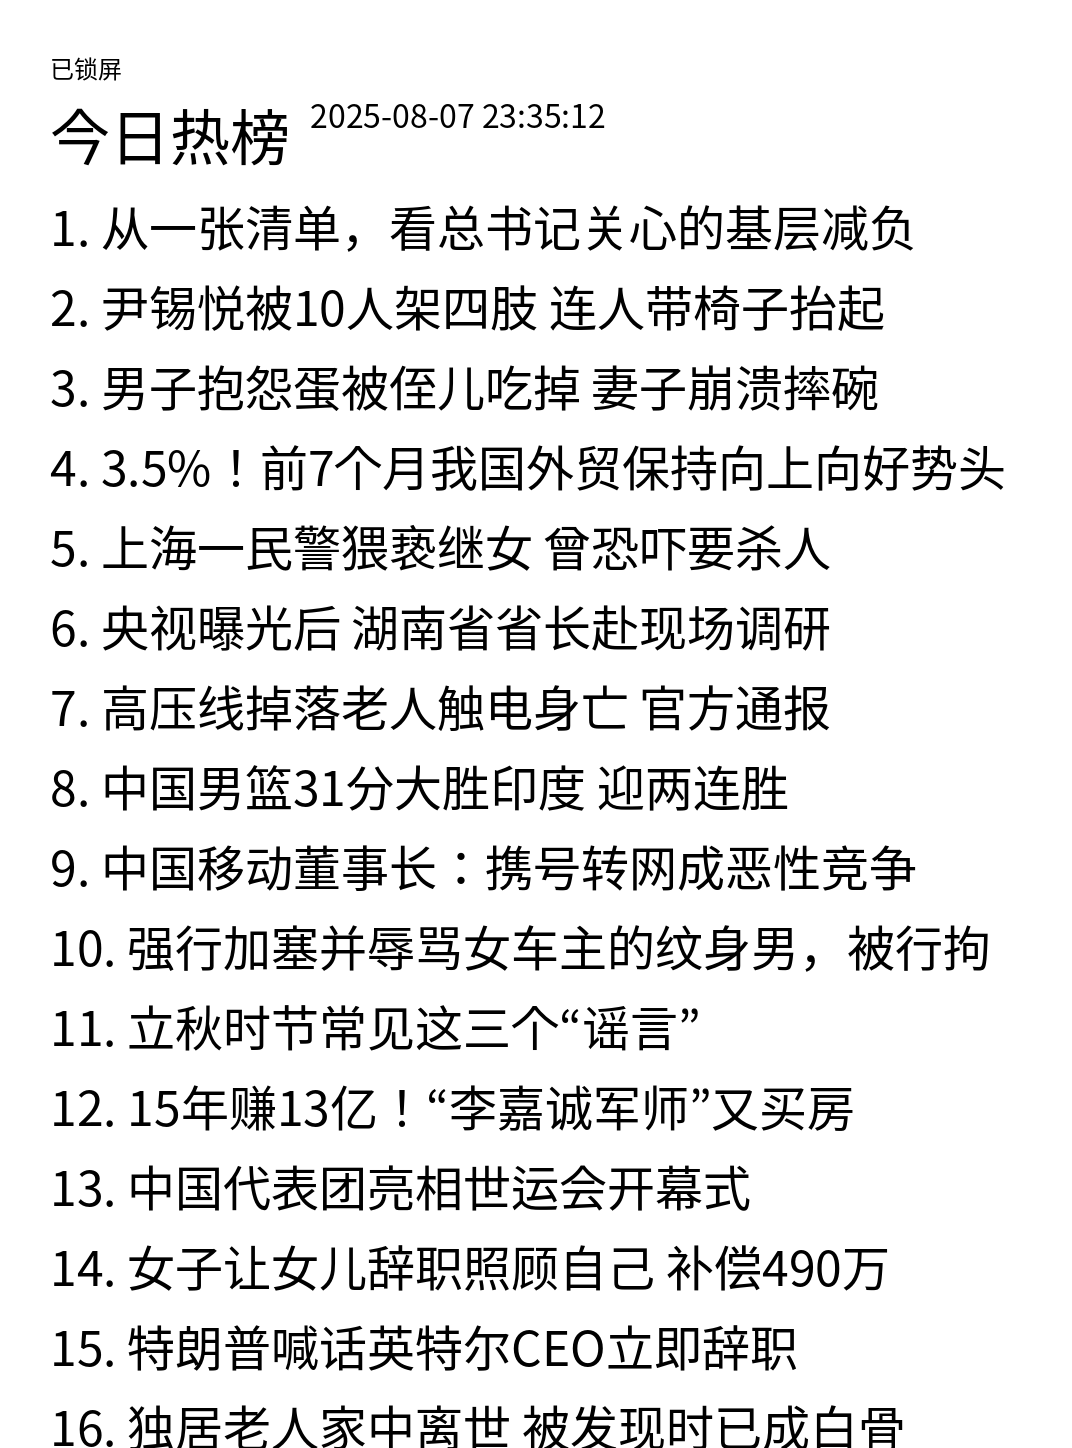 已锁屏
今日热榜 2025-08-07 23:35:12
1. 从一张清单，看总书记关心的基层减负
2. 尹锡悦被10人架四肢 连人带椅子抬起
3. 男子抱怨蛋被侄儿吃掉 妻子崩溃摔碗
4. 3.5%！前7个月我国外贸保持向上向好势头
5. 上海一民警猥亵继女 曾恐吓要杀人
6. 央视曝光后 湖南省省长赴现场调研
7. 高压线掉落老人触电身亡 官方通报
8. 中国男篮31分大胜印度 迎两连胜
9. 中国移动董事长：携号转网成恶性竞争
10. 强行加塞并辱骂女车主的纹身男，被行拘
11. 立秋时节常见这三个“谣言”
12. 15年赚13亿！“李嘉诚军师”又买房
13. 中国代表团亮相世运会开幕式
14. 女子让女儿辞职照顾自己 补偿490万
15. 特朗普喊话英特尔CEO立即辞职
16. 独居老人家中离世 被发现时已成白骨